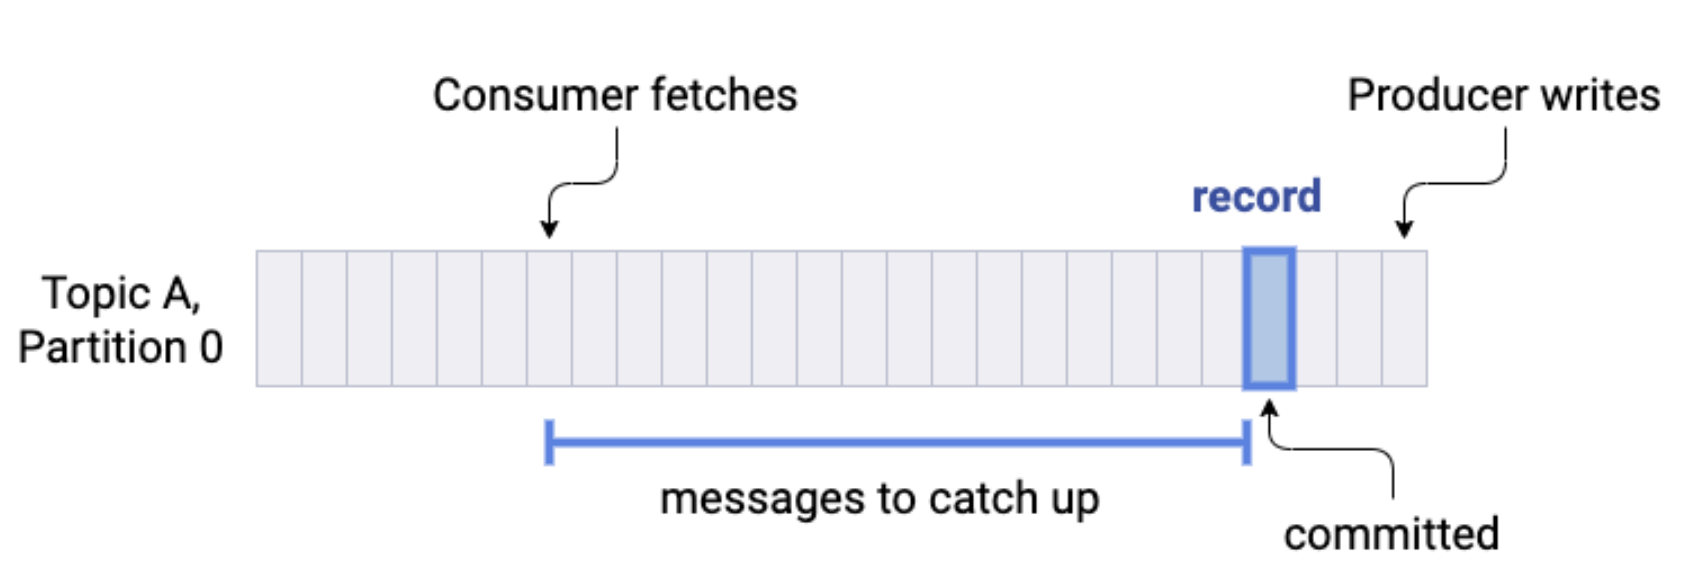 Consumer fetches
Producer writes
record
Topic A,
Partition 0
messages to catch up
committed